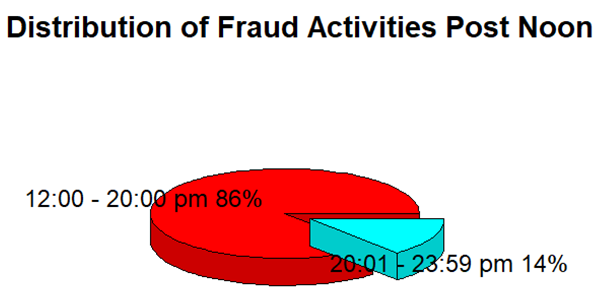 Distribution of Fraud Activities Post Noon
12:00 - 20:00 pm 86%
20:01 - 23:59 pm 14%